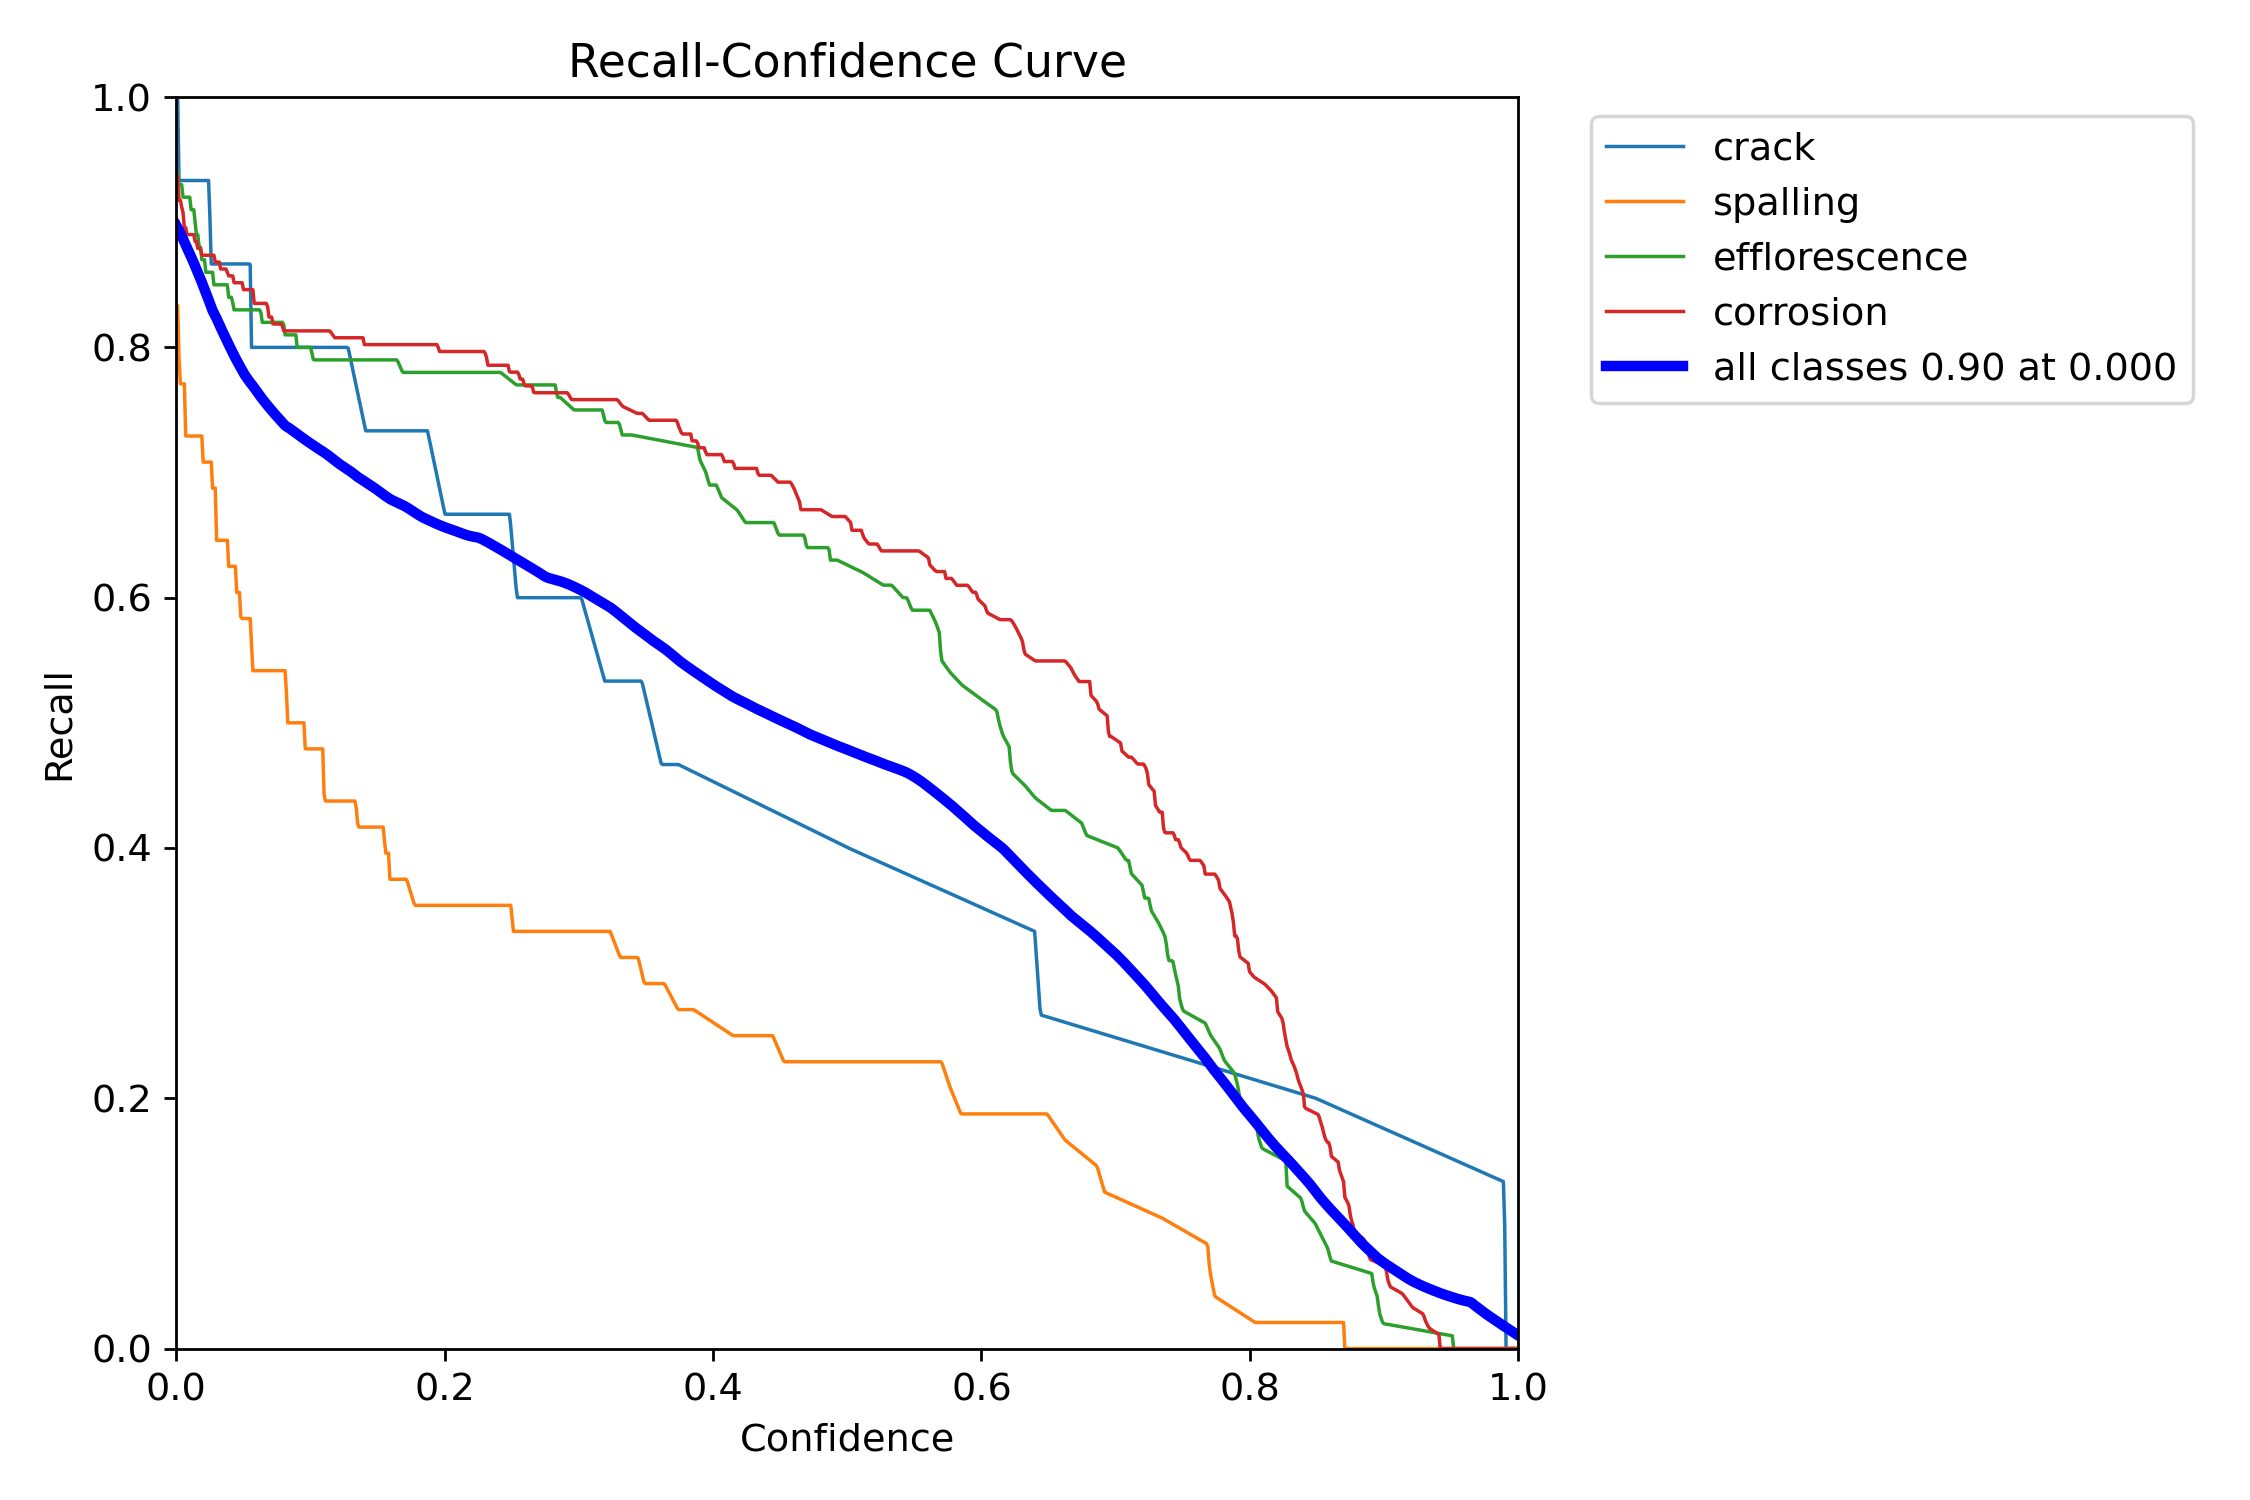 Recall-Confidence Curve
1.0
0.8
0.6
0.4
0.2
0.0
Recall
0.0 0.2 0.4 0.6 0.8 1.0
Confidence
crack
spalling
efflorescence
corrosion
all classes 0.90 at 0.000